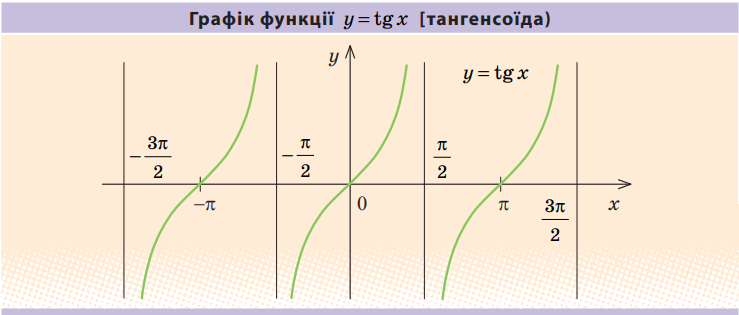 Графік функції y = tg x (тангенсоїда)
y
y = tg x
−3π/2
−π/2
π/2
−π
0
π
3π/2
x